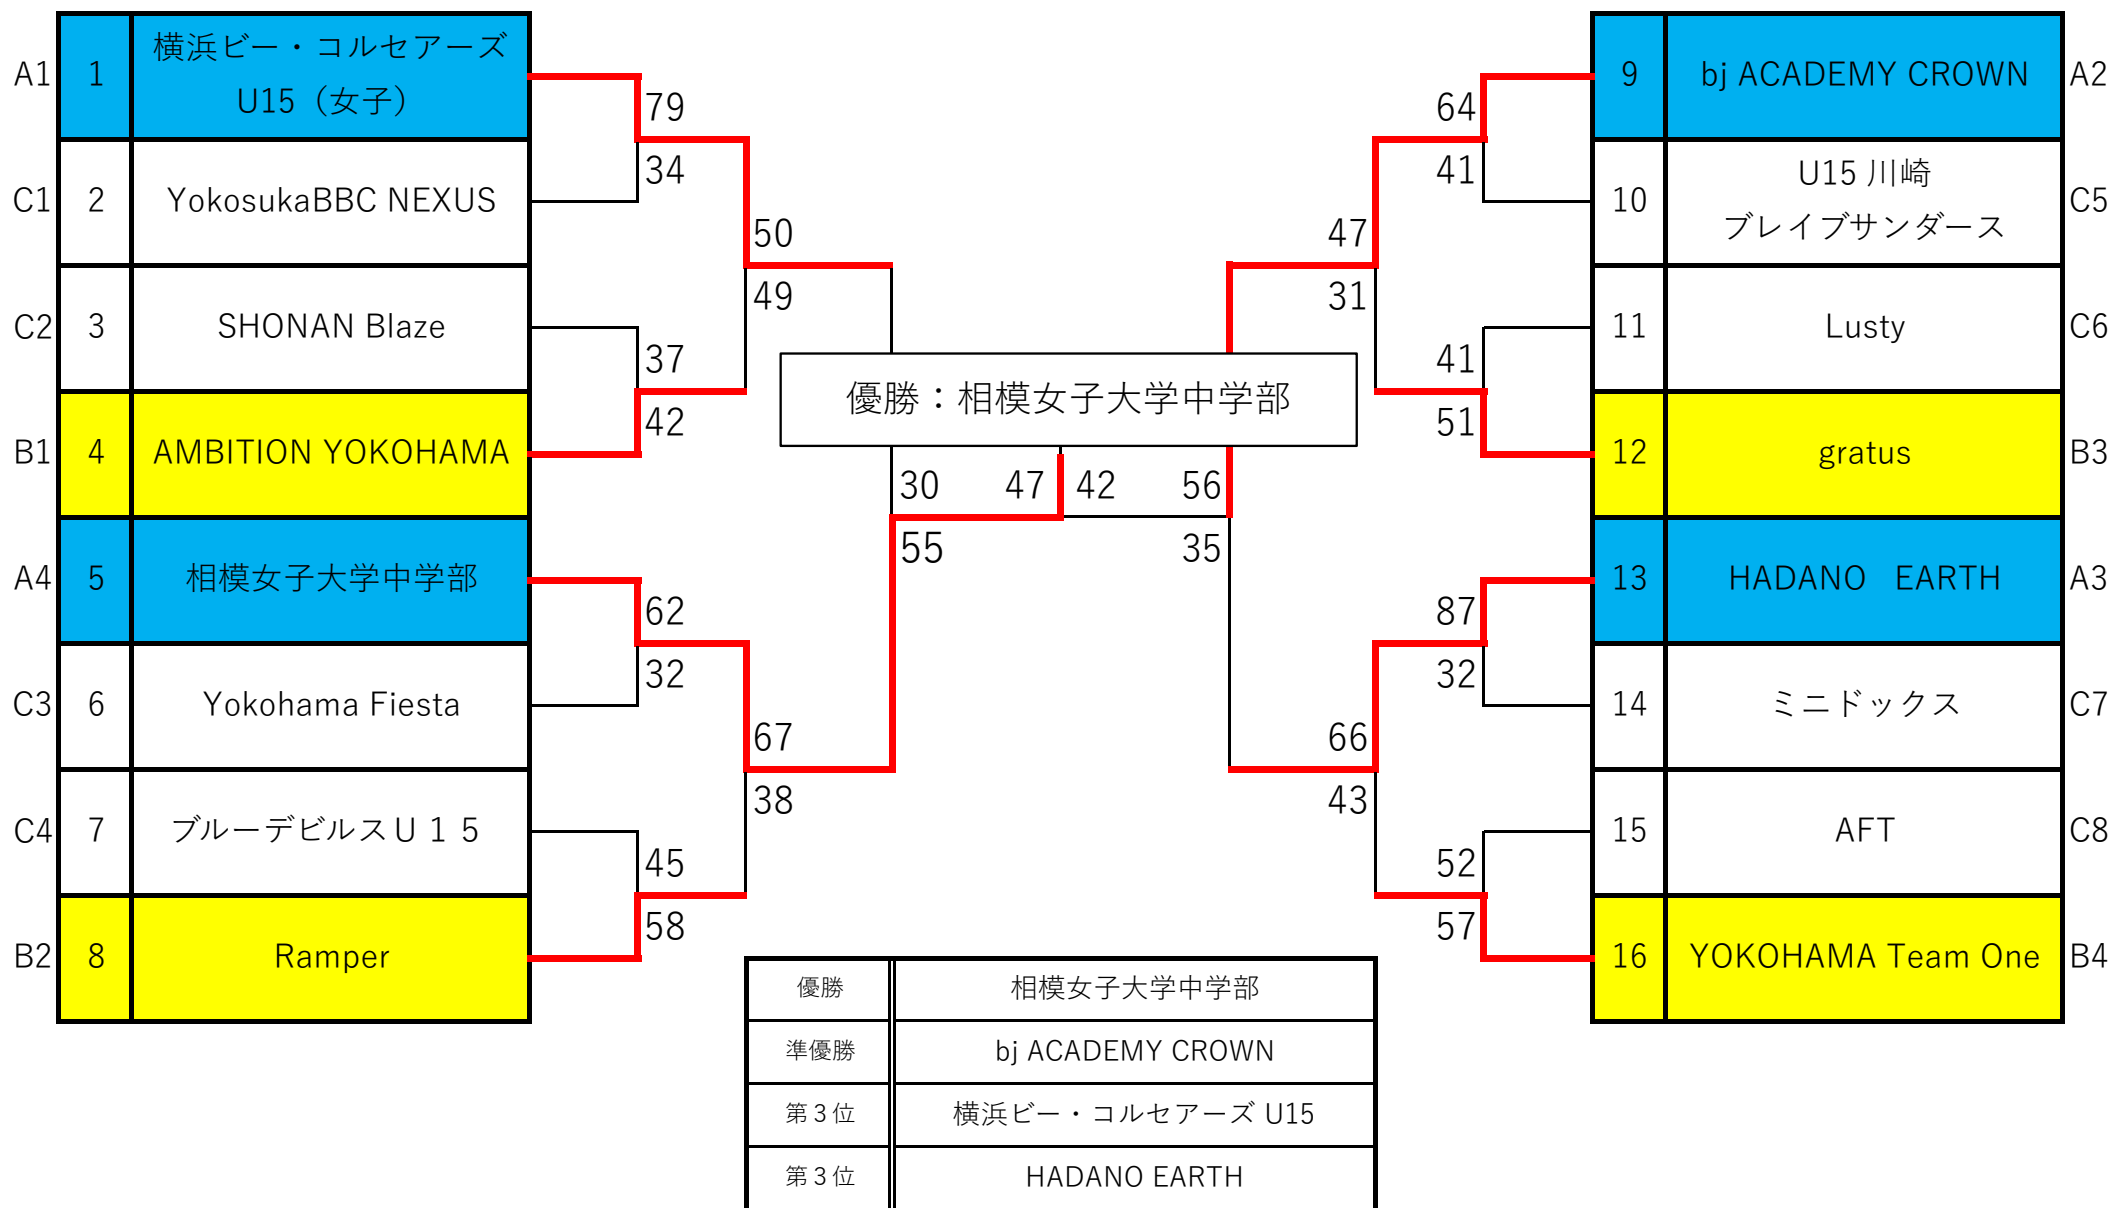 A1 1 横浜ビー・コルセアーズ
U15（女子）
C1 2 YokosukaBBC NEXUS
C2 3 SHONAN Blaze
B1 4 AMBITION YOKOHAMA
A4 5 相模女子大学中学部
C3 6 Yokohama Fiesta
C4 7 ブルーデビルスＵ１５
B2 8 Ramper
79
34
37
42
62
32
45
58
50
49
67
38
優勝：相模女子大学中学部
30 47 42 56
55 35
47
31
66
43
64
41
41
51
87
32
52
57
9 bj ACADEMY CROWN A2
10 U15 川崎
ブレイブサンダース C5
11 Lusty C6
12 gratus B3
13 HADANO　EARTH A3
14 ミニドックス C7
15 AFT C8
16 YOKOHAMA Team One B4
優勝 相模女子大学中学部
準優勝 bj ACADEMY CROWN
第３位 横浜ビー・コルセアーズ U15
第３位 HADANO EARTH